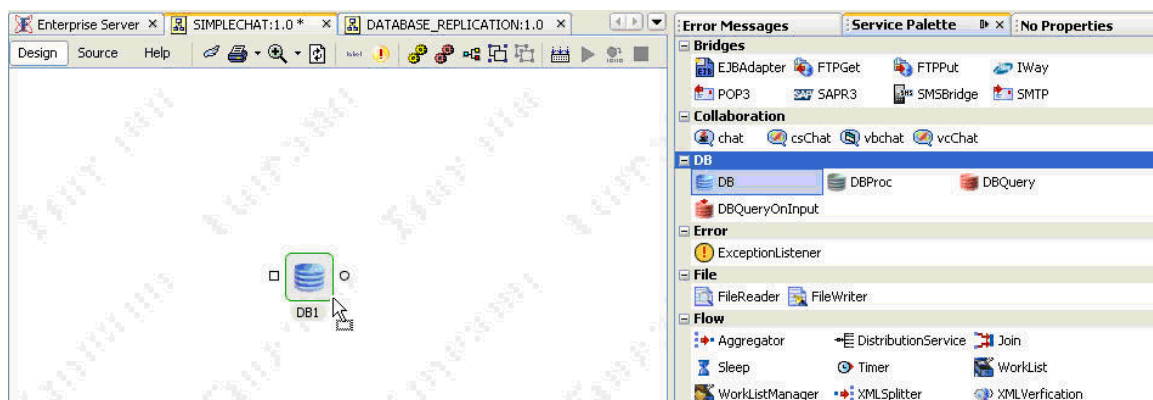 Enterprise Server SIMPLECHAT:1.0 * DATABASE_REPLICATION:1.0
Design Source Help
DB1
Error Messages Service Palette No Properties
Bridges
EJBAdapter FTPGet FTPPut IWay
POP3 SAPR3 SMSBridge SMTP
Collaboration
chat csChat vbchat vcChat
DB
DB DBProc DBQuery
DBQueryOnInput
Error
ExceptionListener
File
FileReader FileWriter
Flow
Aggregator DistributionService Join
Sleep Timer WorkList
WorkListManager XMLSplitter XMLVerfication